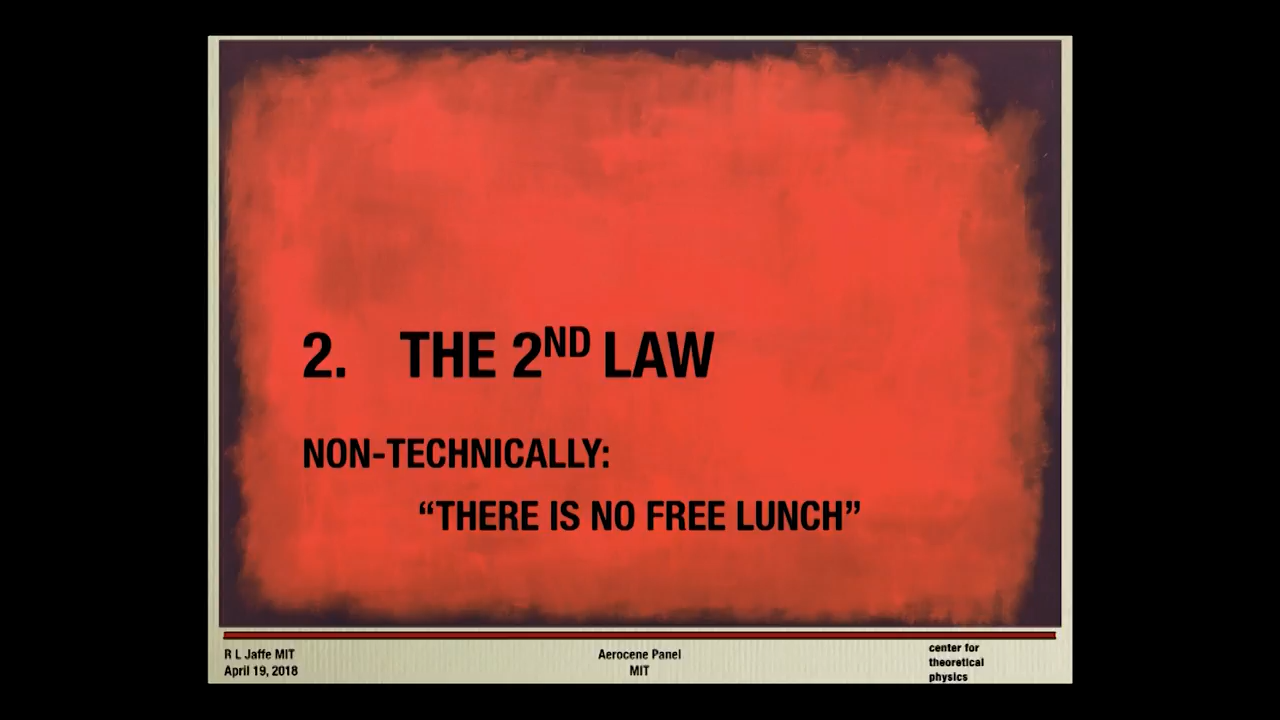 2. THE 2ND LAW
NON-TECHNICALLY:
“THERE IS NO FREE LUNCH”
R L Jaffe MIT
April 19, 2018
Aerocene Panel
MIT
center for
theoretical
physics